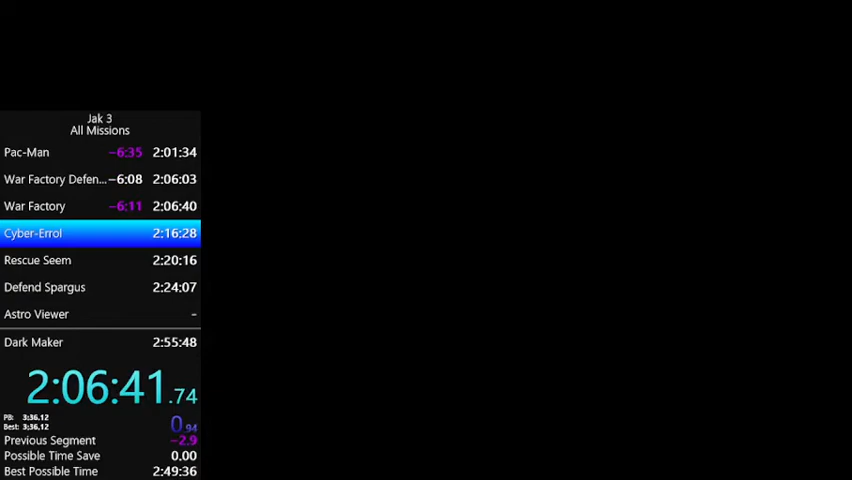 Jak 3
All Missions
Pac-Man −6:35 2:01:34
War Factory Defen... −6:08 2:06:03
War Factory −6:11 2:06:40
Cyber-Errol 2:16:28
Rescue Seem 2:20:16
Defend Spargus 2:24:07
Astro Viewer -
Dark Maker 2:55:48
2:06:41.74
PB: 3:36.12
Best: 3:36.12
0.94
Previous Segment −2.9
Possible Time Save 0.00
Best Possible Time 2:49:36